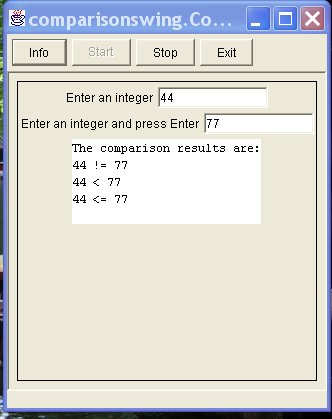 comparisonswing.Co...
Info Start Stop Exit
Enter an integer 44
Enter an integer and press Enter 77
The comparison results are:
44 != 77
44 < 77
44 <= 77